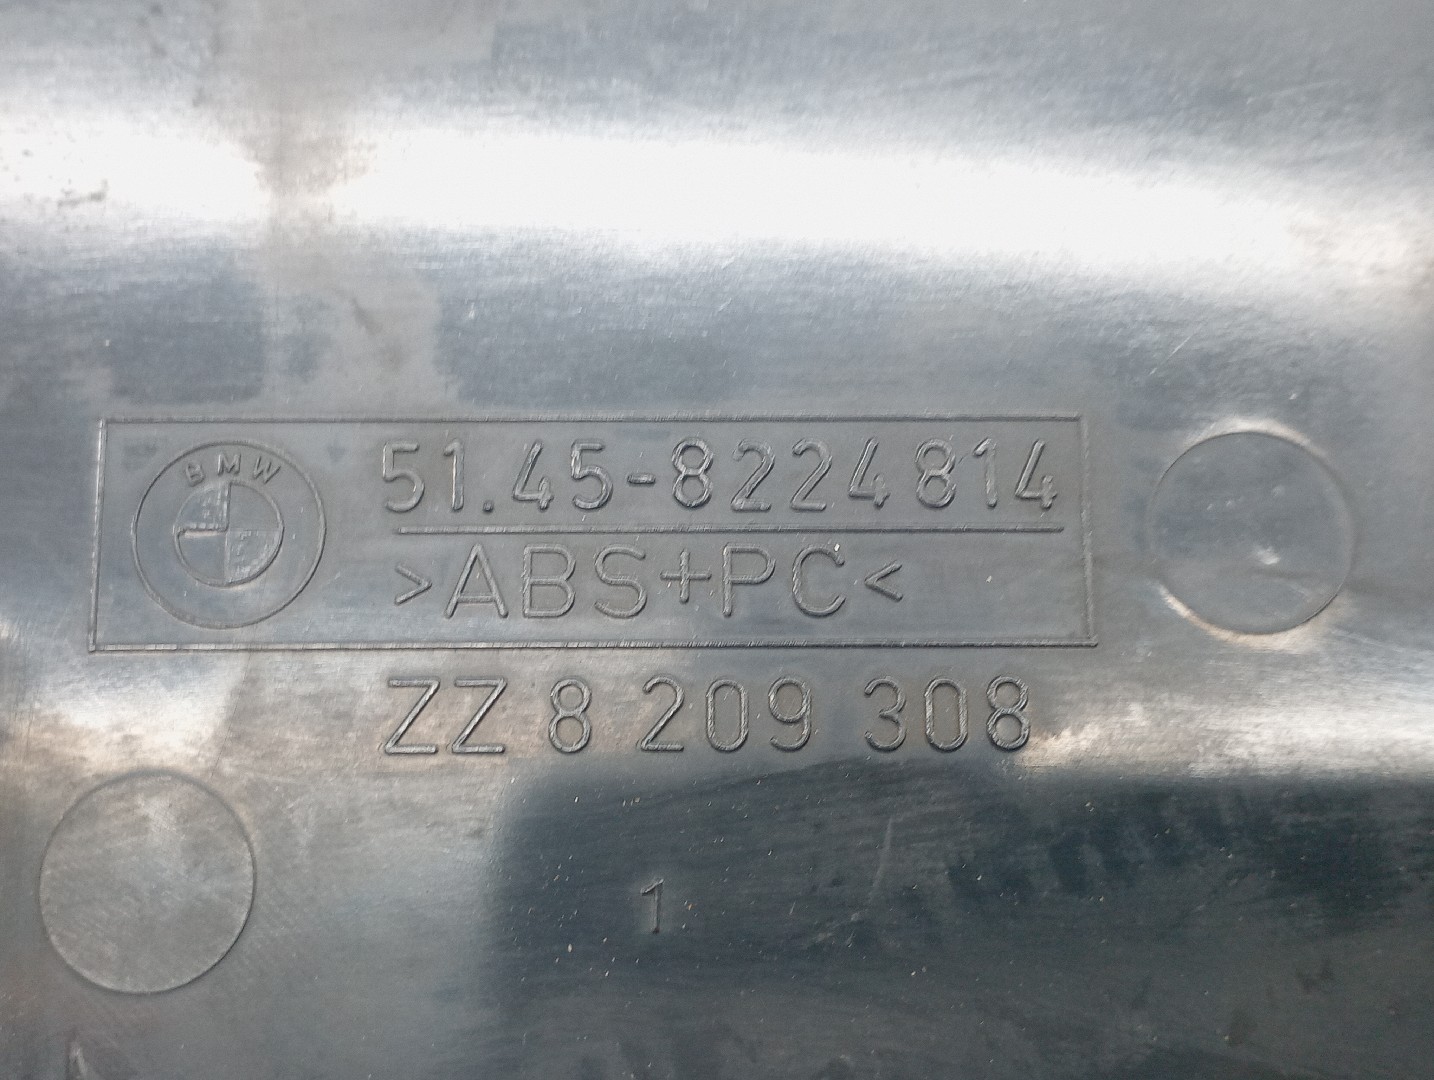 BMW
51.45-8224814
>ABS+PC<
ZZ 8 209 308
1